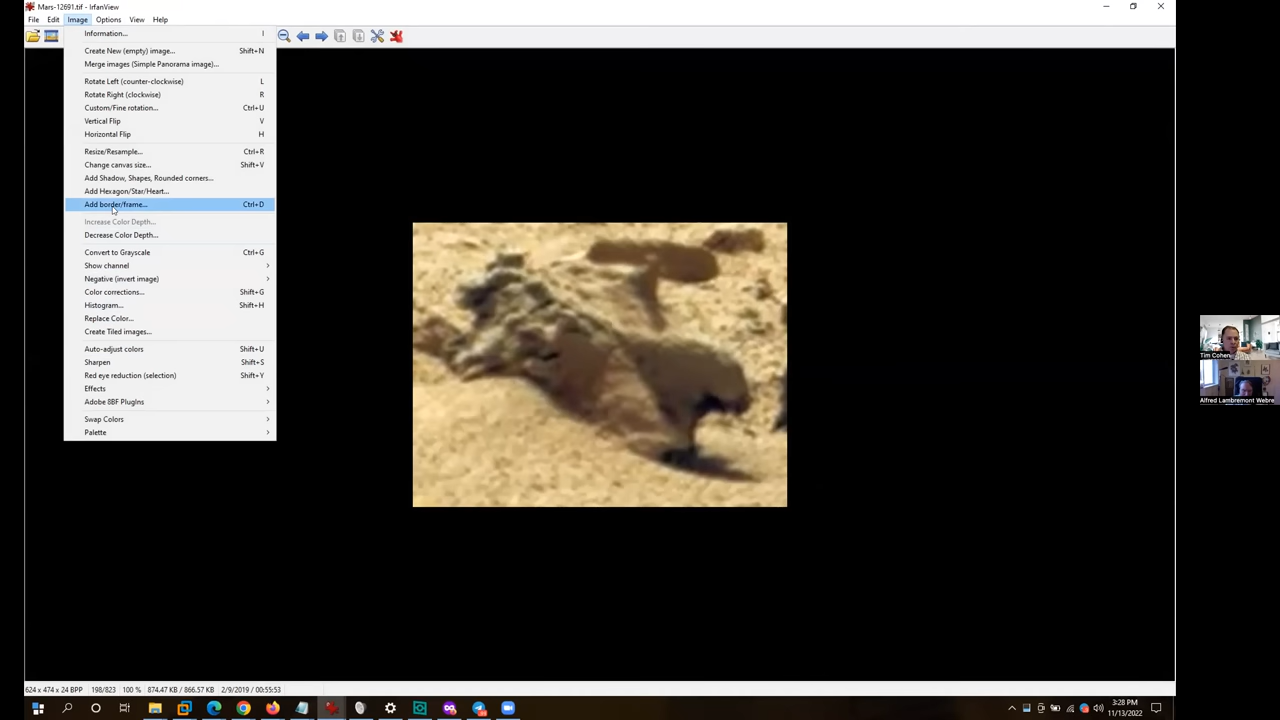 Mars-12691.tif - IrfanView
File Edit Image Options View Help
Information... I
Create New (empty) image... Shift+N
Merge images (Simple Panorama image)...
Rotate Left (counter-clockwise) L
Rotate Right (clockwise) R
Custom/Fine rotation... Ctrl+U
Vertical Flip V
Horizontal Flip H
Resize/Resample... Ctrl+R
Change canvas size... Shift+V
Add Shadow, Shapes, Rounded corners...
Add Hexagon/Star/Heart...
Add border/frame... Ctrl+D
Increase Color Depth...
Decrease Color Depth...
Convert to Grayscale Ctrl+G
Show channel
Negative (invert image)
Color corrections... Shift+G
Histogram... Shift+H
Replace Color...
Create Tiled images...
Auto-adjust colors Shift+U
Sharpen Shift+S
Red eye reduction (selection) Shift+Y
Effects
Adobe 8BF PlugIns
Swap Colors
Palette
Tim Cohen
Alfred Lambremont Webre
624 x 474 x 24 BPP 198/823 100 % 874.47 KB / 866.57 KB 2/9/2019 / 00:55:53
3:28 PM
11/13/2022